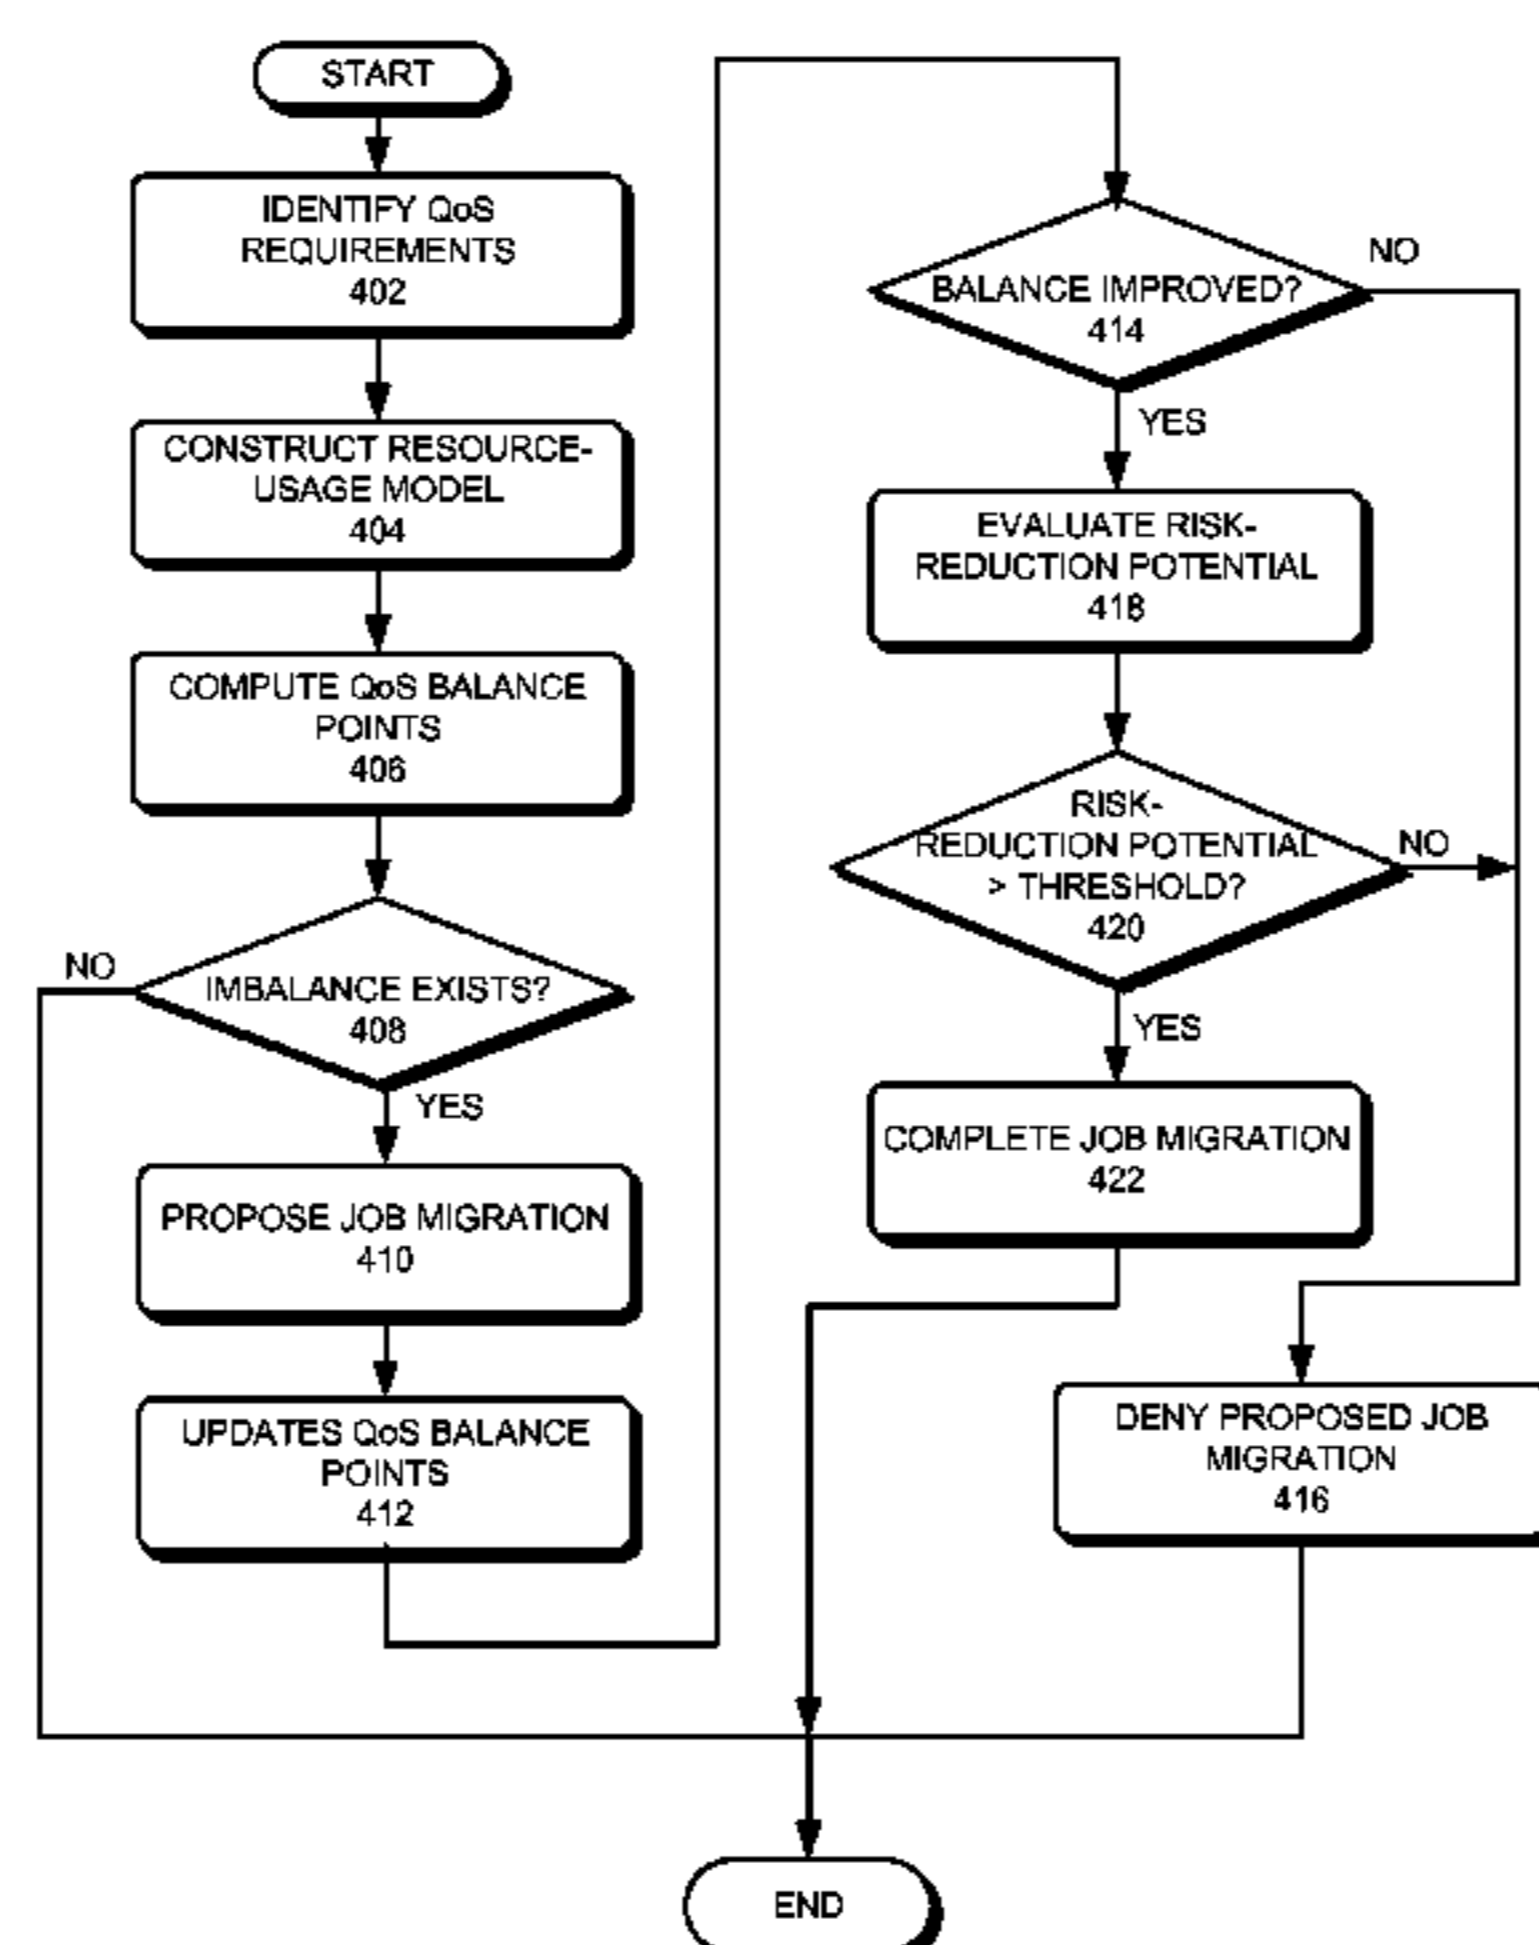 START
IDENTIFY QoS
REQUIREMENTS
402
CONSTRUCT RESOURCE-
USAGE MODEL
404
COMPUTE QoS BALANCE
POINTS
406
NO
IMBALANCE EXISTS?
408
YES
PROPOSE JOB MIGRATION
410
UPDATES QoS BALANCE
POINTS
412
NO
BALANCE IMPROVED?
414
YES
EVALUATE RISK-
REDUCTION POTENTIAL
418
RISK-
REDUCTION POTENTIAL
> THRESHOLD?
420
NO
YES
COMPLETE JOB MIGRATION
422
DENY PROPOSED JOB
MIGRATION
416
END